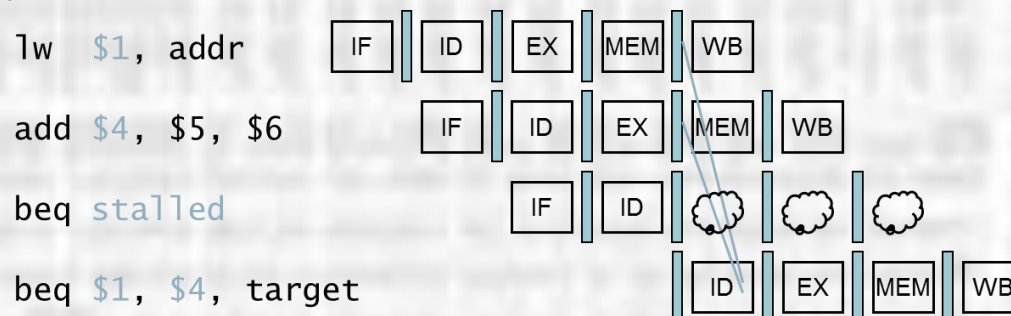 lw $1, addr IF ID EX MEM WB
add $4, $5, $6 IF ID EX MEM WB
beq stalled IF ID
beq $1, $4, target ID EX MEM WB